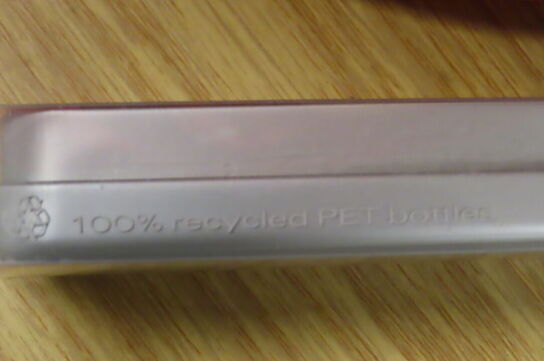 100% recycled PET bottles